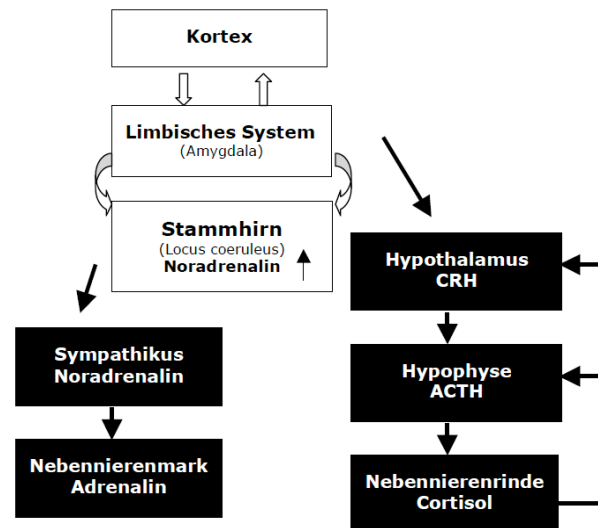 Kortex
Limbisches System
(Amygdala)
Stammhirn
(Locus coeruleus)
Noradrenalin
Hypothalamus
CRH
Sympathikus
Noradrenalin
Hypophyse
ACTH
Nebennierenmark
Adrenalin
Nebennierenrinde
Cortisol